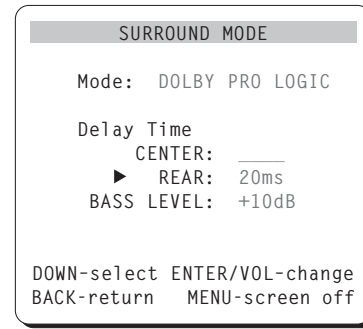 SURROUND MODE
Mode: DOLBY PRO LOGIC
Delay Time
CENTER: ____
▶ REAR: 20ms
BASS LEVEL: +10dB
DOWN-select ENTER/VOL-change
BACK-return MENU-screen off